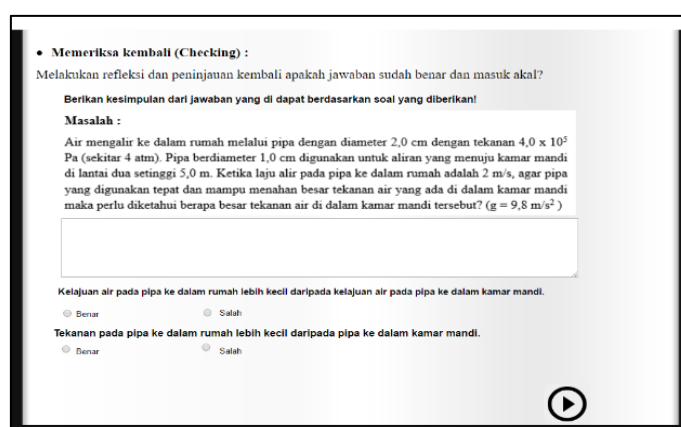 • Memeriksa kembali (Checking) :
Melakukan refleksi dan peninjauan kembali apakah jawaban sudah benar dan masuk akal?
Berikan kesimpulan dari jawaban yang di dapat berdasarkan soal yang diberikan!
Masalah :
Air mengalir ke dalam rumah melalui pipa dengan diameter 2,0 cm dengan tekanan 4,0 x 10⁵
Pa (sekitar 4 atm). Pipa berdiameter 1,0 cm digunakan untuk aliran yang menuju kamar mandi
di lantai dua setinggi 5,0 m. Ketika laju alir pada pipa ke dalam rumah adalah 2 m/s, agar pipa
yang digunakan tepat dan mampu menahan besar tekanan air yang ada di dalam kamar mandi
maka perlu diketahui berapa besar tekanan air di dalam kamar mandi tersebut? (g = 9,8 m/s² )
Kelajuan air pada pipa ke dalam rumah lebih kecil daripada kelajuan air pada pipa ke dalam kamar mandi.
Benar Salah
Tekanan pada pipa ke dalam rumah lebih kecil daripada pipa ke dalam kamar mandi.
Benar Salah